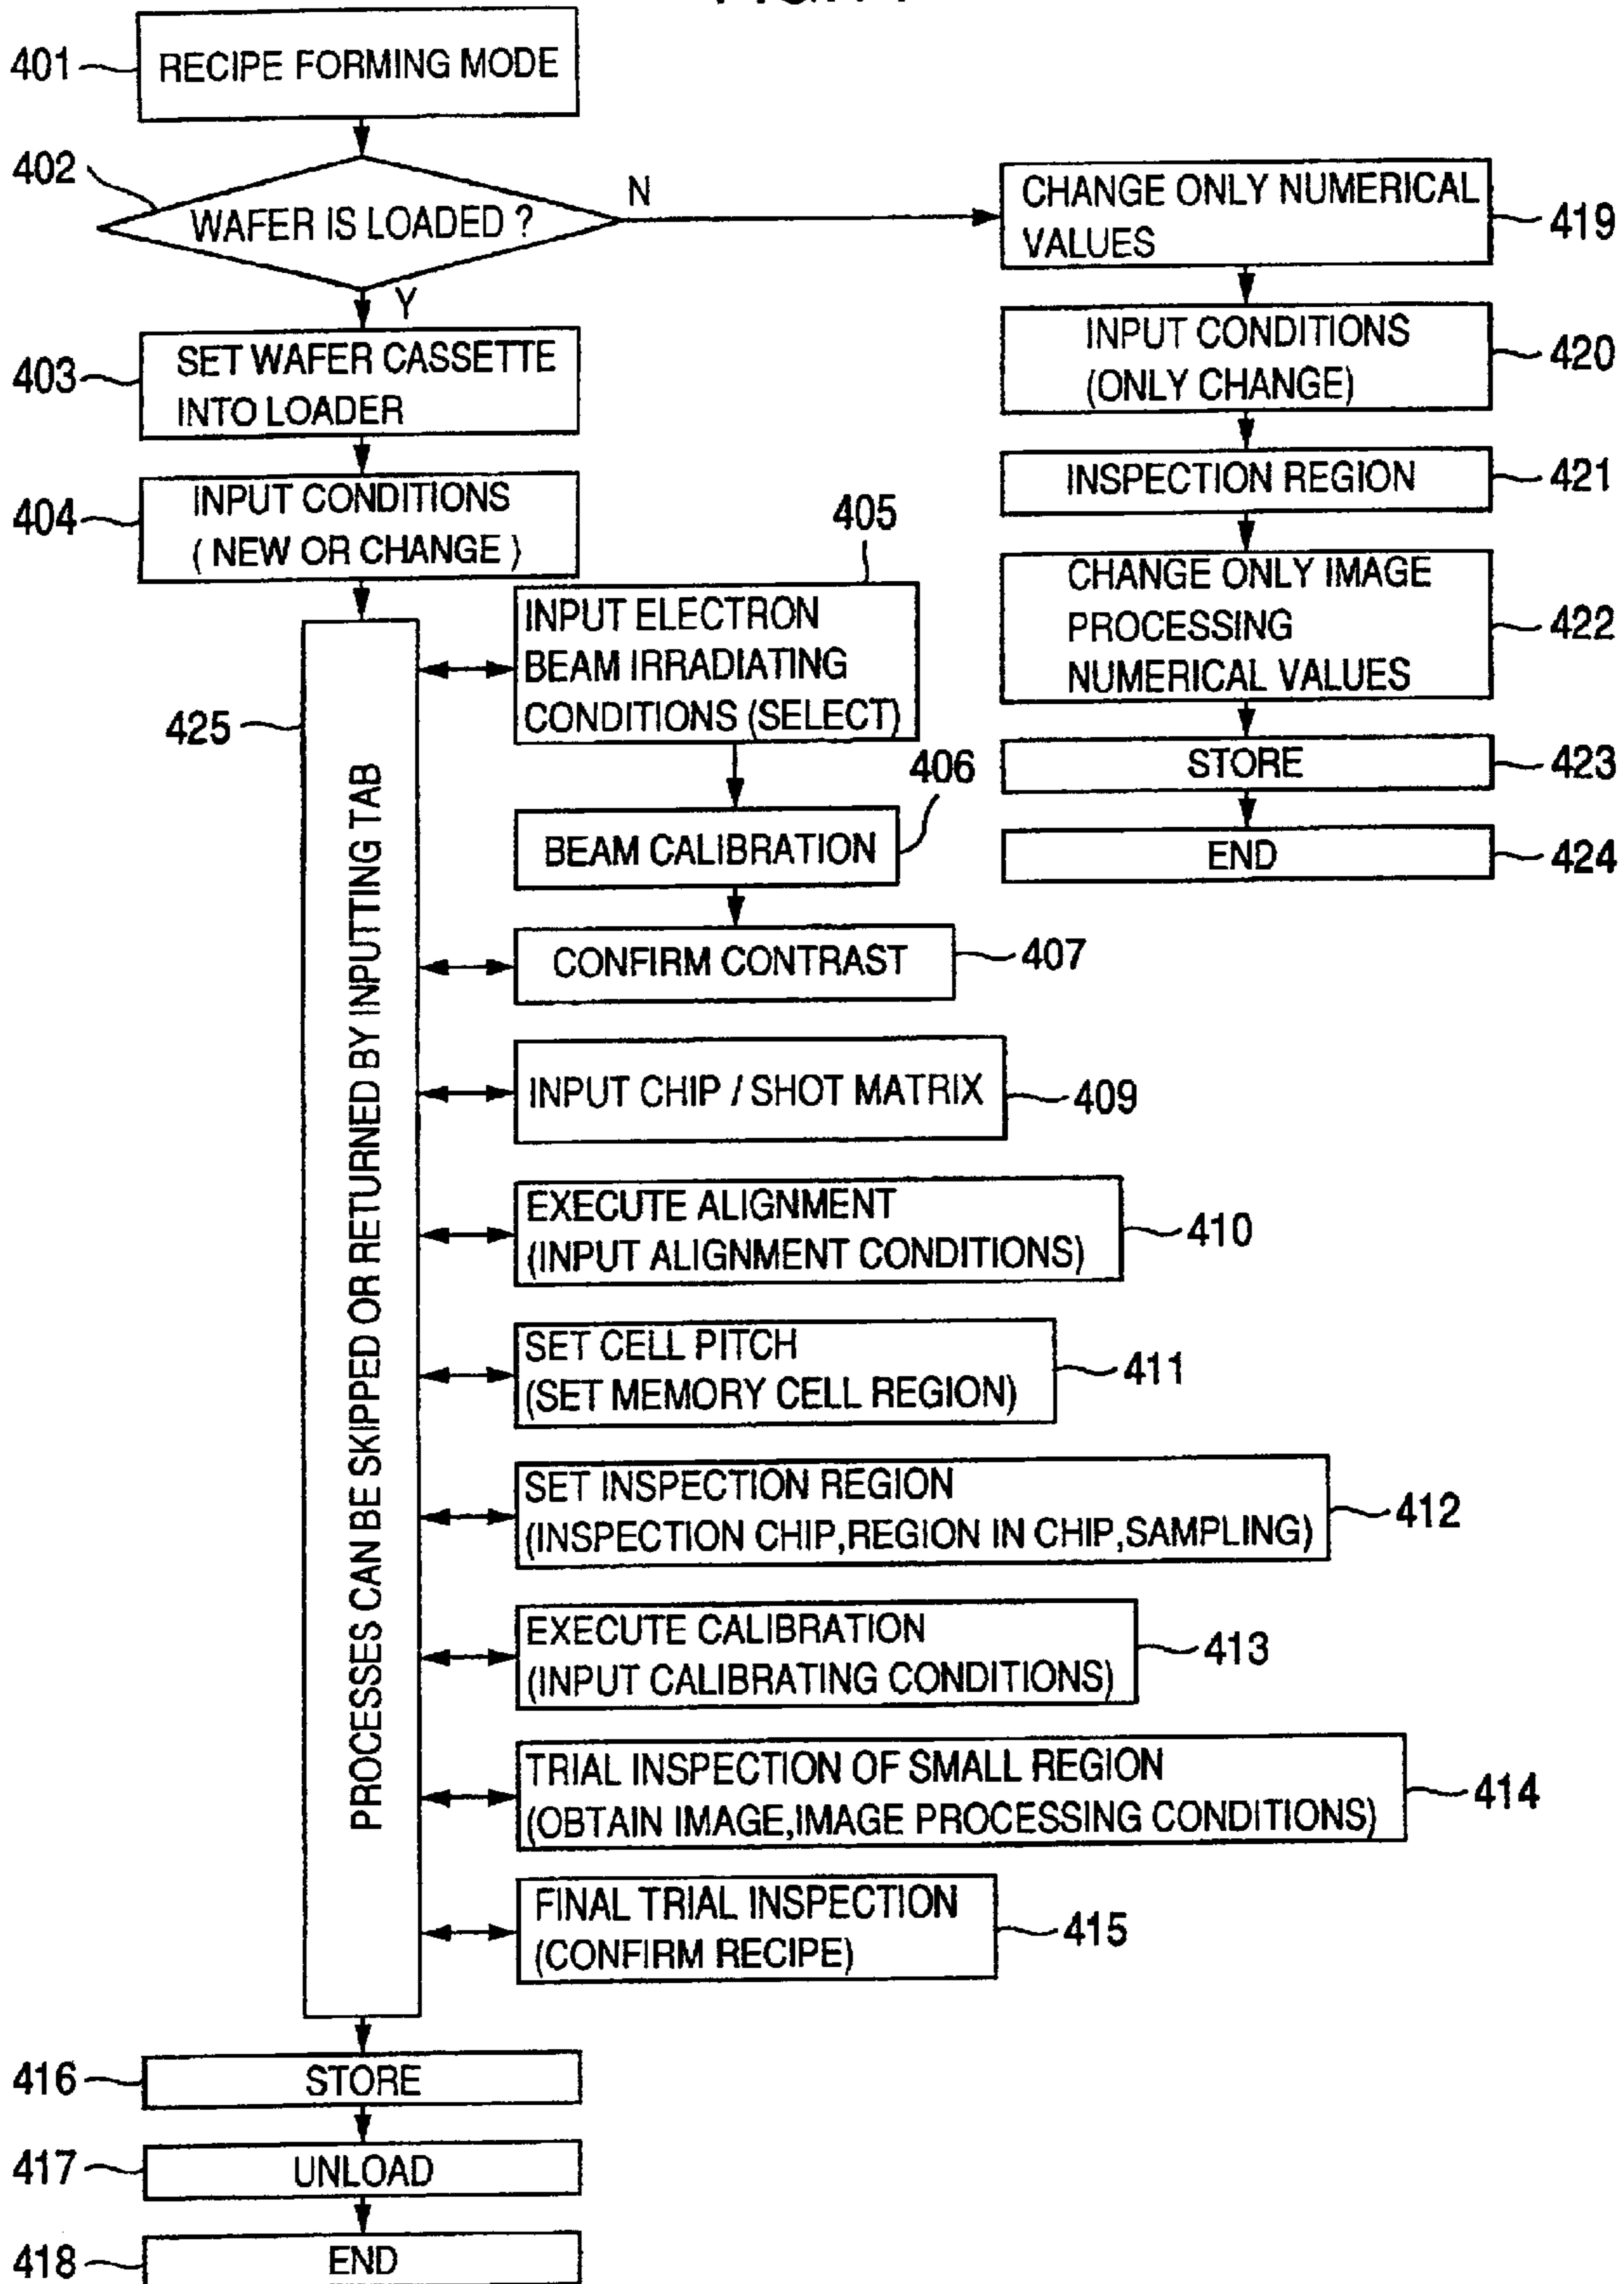 401
RECIPE FORMING MODE
402
WAFER IS LOADED ?
N
Y
403
SET WAFER CASSETTE
INTO LOADER
404
INPUT CONDITIONS
( NEW OR CHANGE )
425
PROCESSES CAN BE SKIPPED OR RETURNED BY INPUTTING TAB
405
INPUT ELECTRON
BEAM IRRADIATING
CONDITIONS (SELECT)
406
BEAM CALIBRATION
CONFIRM CONTRAST
407
INPUT CHIP / SHOT MATRIX
409
EXECUTE ALIGNMENT
(INPUT ALIGNMENT CONDITIONS)
410
SET CELL PITCH
(SET MEMORY CELL REGION)
411
SET INSPECTION REGION
(INSPECTION CHIP,REGION IN CHIP,SAMPLING)
412
EXECUTE CALIBRATION
(INPUT CALIBRATING CONDITIONS)
413
TRIAL INSPECTION OF SMALL REGION
(OBTAIN IMAGE,IMAGE PROCESSING CONDITIONS)
414
FINAL TRIAL INSPECTION
(CONFIRM RECIPE)
415
416
STORE
417
UNLOAD
418
END
CHANGE ONLY NUMERICAL
VALUES
419
INPUT CONDITIONS
(ONLY CHANGE)
420
INSPECTION REGION
421
CHANGE ONLY IMAGE
PROCESSING
NUMERICAL VALUES
422
STORE
423
END
424